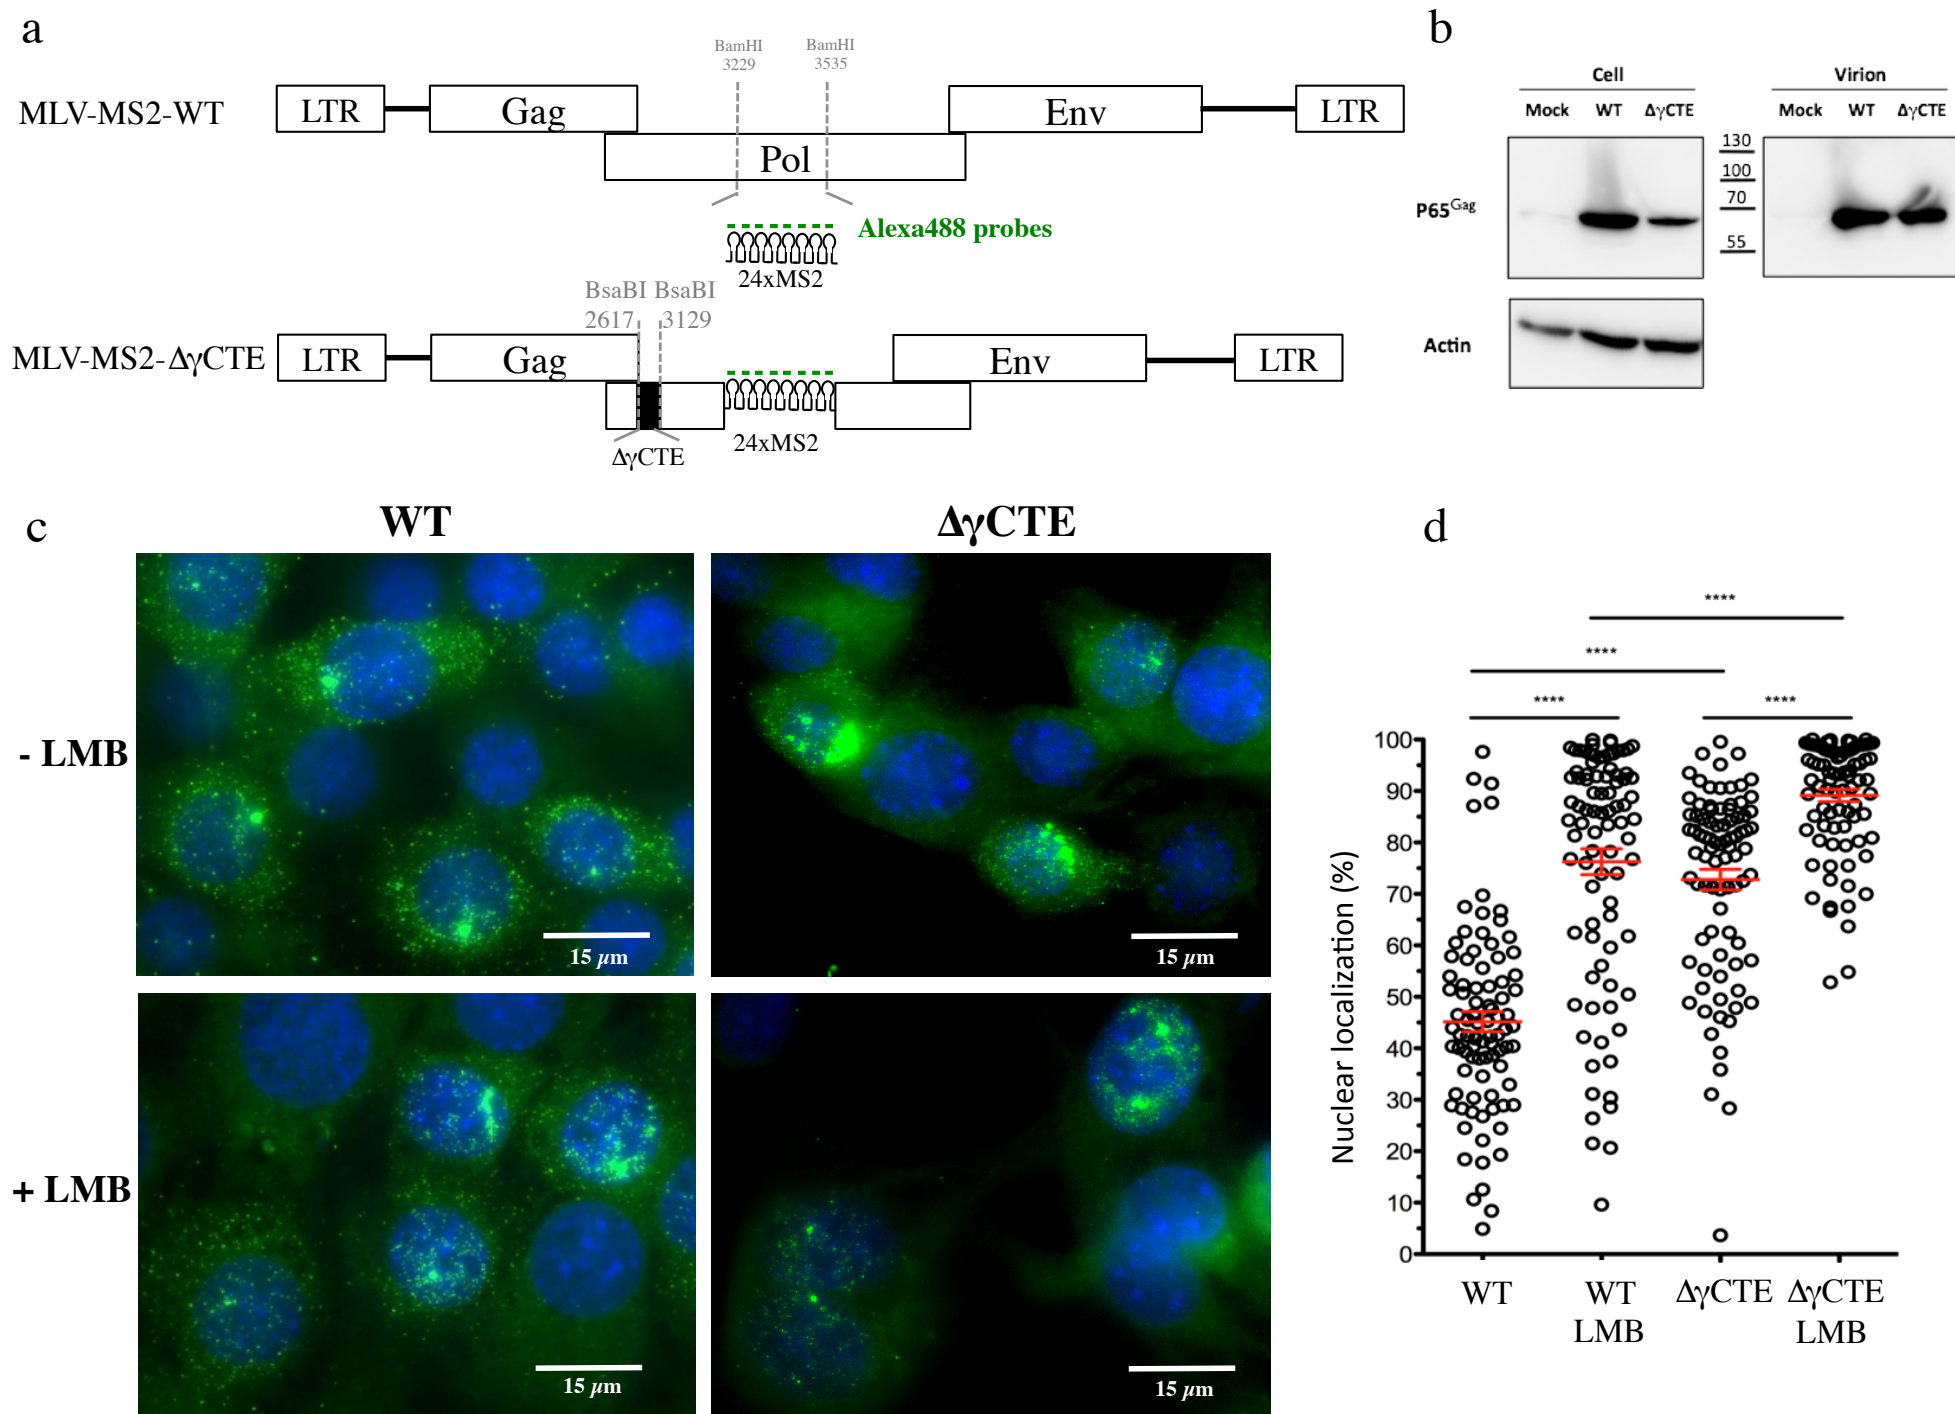 a
BamHI BamHI
3229 3535
MLV-MS2-WT LTR Gag Pol Env LTR
Alexa488 probes
24xMS2
BsaBI BsaBI
2617 3129
MLV-MS2-ΔγCTE LTR Gag Env LTR
24xMS2
ΔγCTE
b
Cell Virion
Mock WT ΔγCTE Mock WT ΔγCTE
130
100
70
55
P65Gag
Actin
c
WT ΔγCTE
- LMB
15 µm 15 µm
+ LMB
15 µm 15 µm
d
****
****
**** ****
Nuclear localization (%)
100
90
80
70
60
50
40
30
20
10
0
WT WT ΔγCTE ΔγCTE
LMB LMB